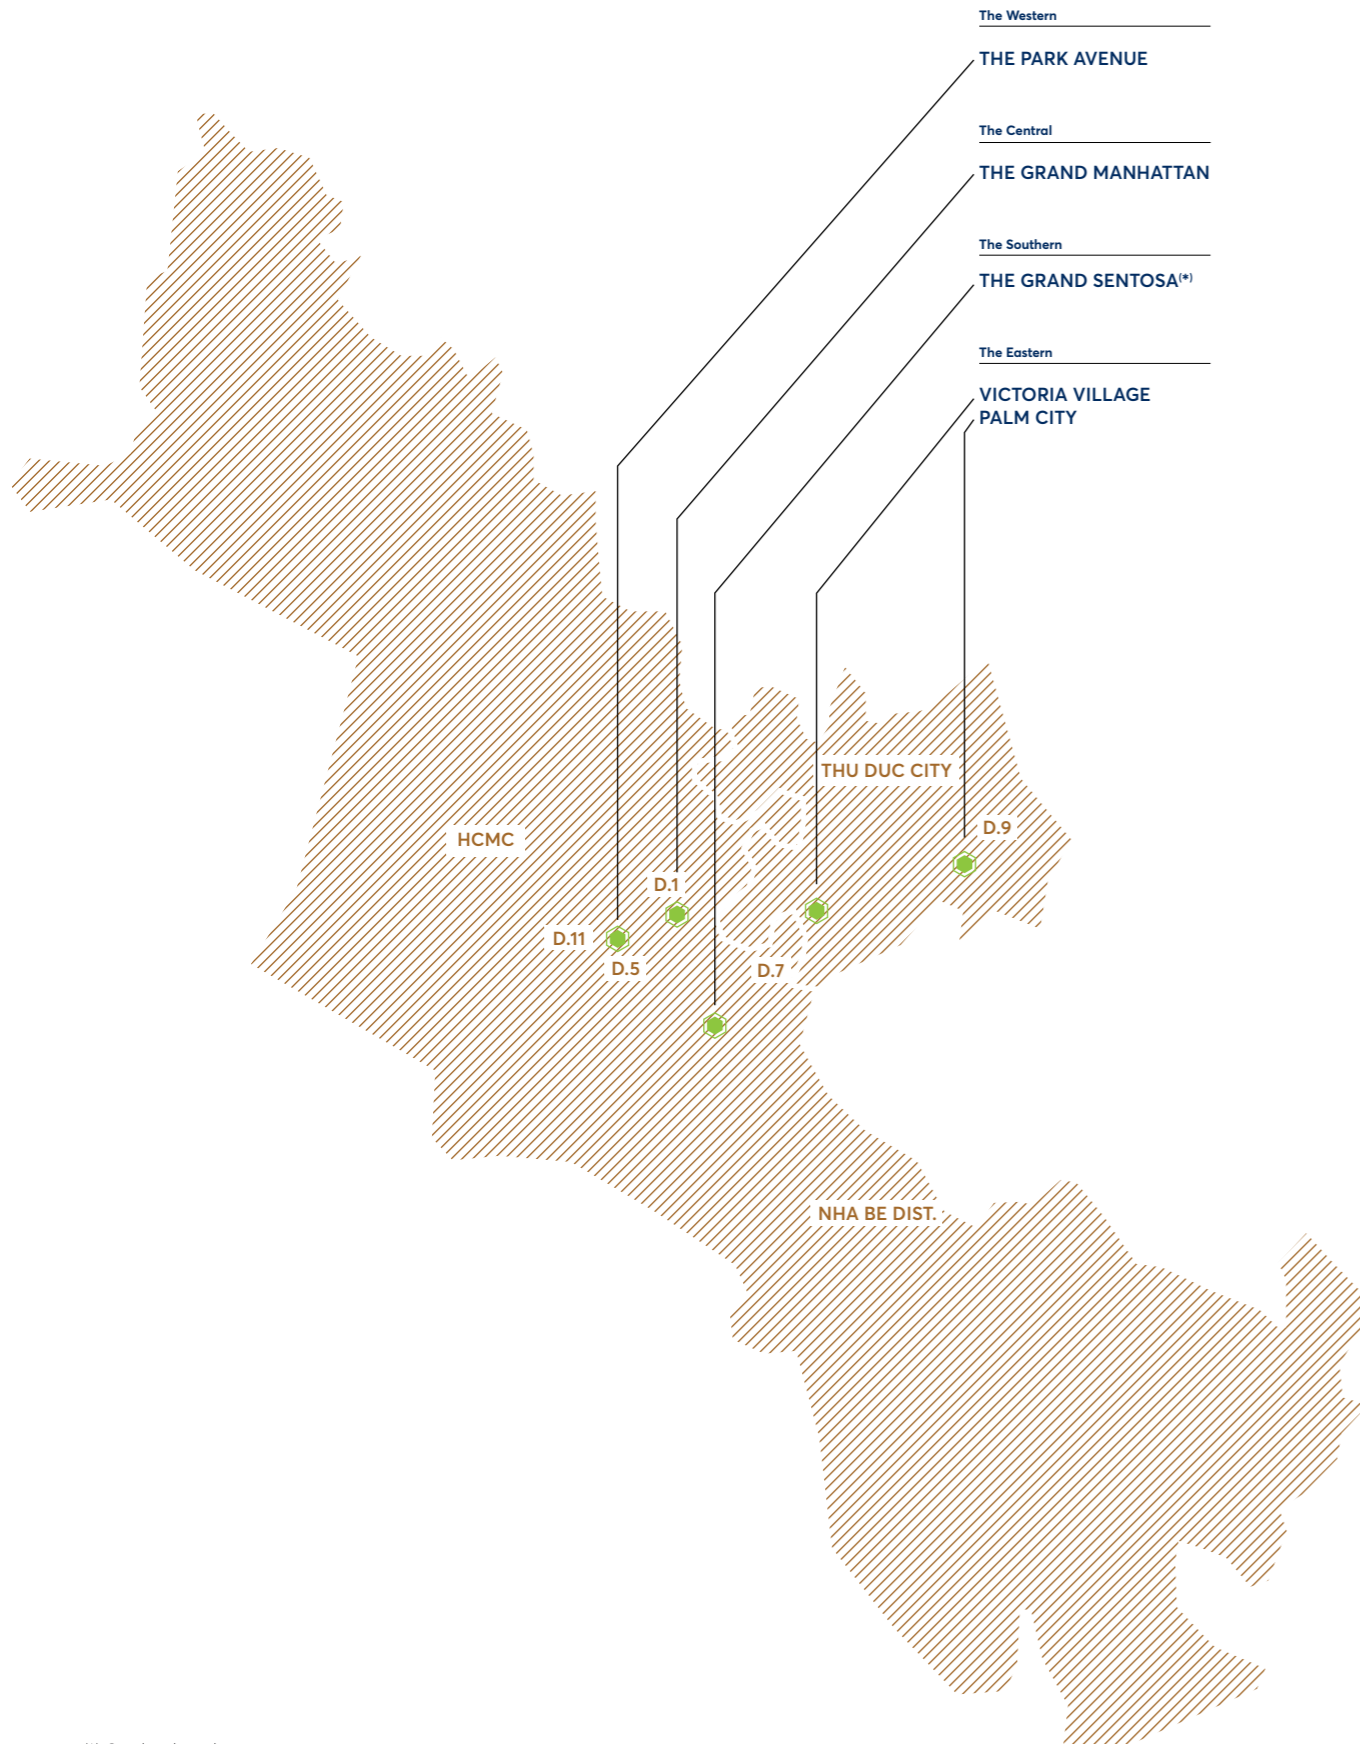 The Western
THE PARK AVENUE
The Central
THE GRAND MANHATTAN
The Southern
THE GRAND SENTOSA(*)
The Eastern
VICTORIA VILLAGE
PALM CITY
THU DUC CITY
D.9
HCMC
D.1
D.11
D.5
D.7
NHA BE DIST.